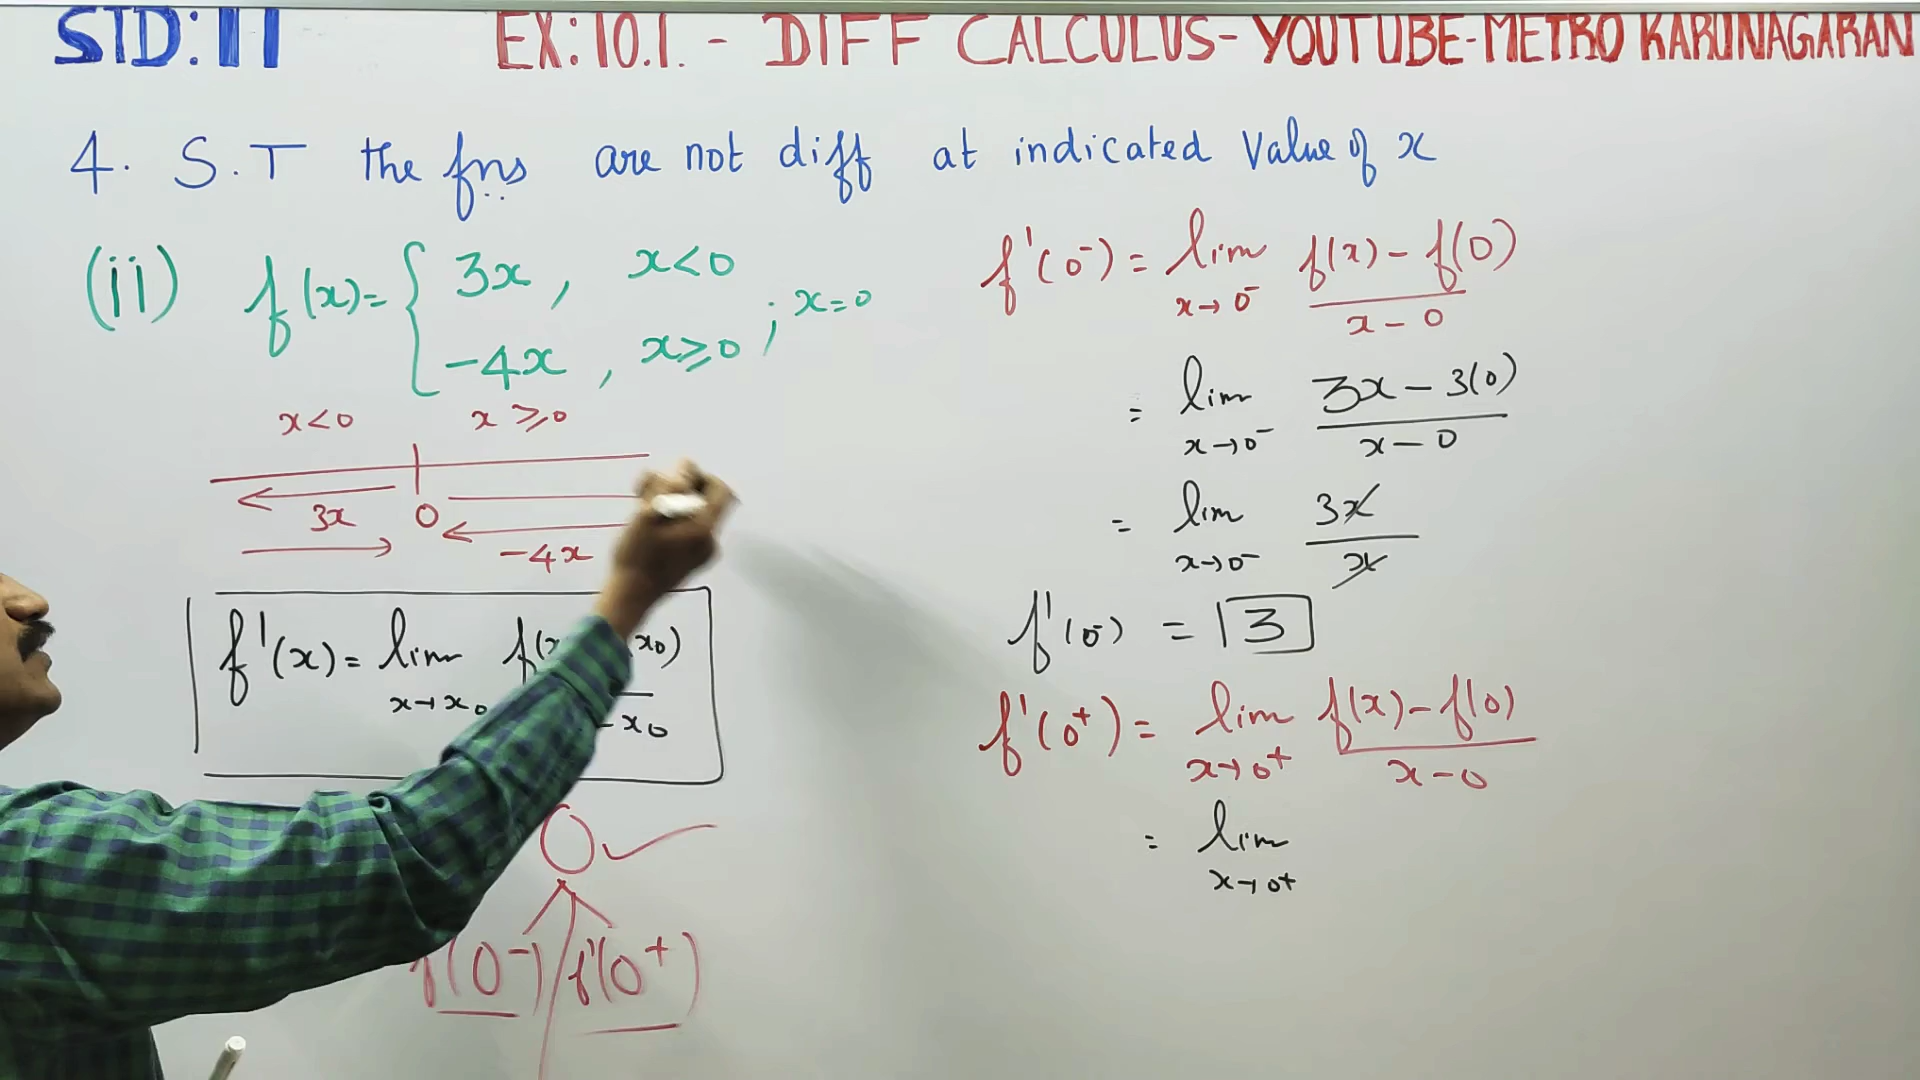 STD: 11 EX: 10.1. - DIFF CALCULUS - YOUTUBE - METRO KARUNAGARAN
4. S.T the fns are not diff at indicated Value of x
(ii) f(x) = { 3x , x<0
-4x , x≥0 ; x=0
x<0 x≥0
3x 0 -4x
f'(x) = lim f(x x₀)
x→x₀ - x₀
f(0⁻) f'(0⁺)
f'(0⁻) = lim f(x) - f(0)
x→0⁻ x-0
= lim 3x - 3(0)
x→0⁻ x-0
= lim 3x
x→0⁻ x
f'(0⁻) = 3
f'(0⁺) = lim f(x) - f(0)
x→0⁺ x-0
= lim
x→0⁺